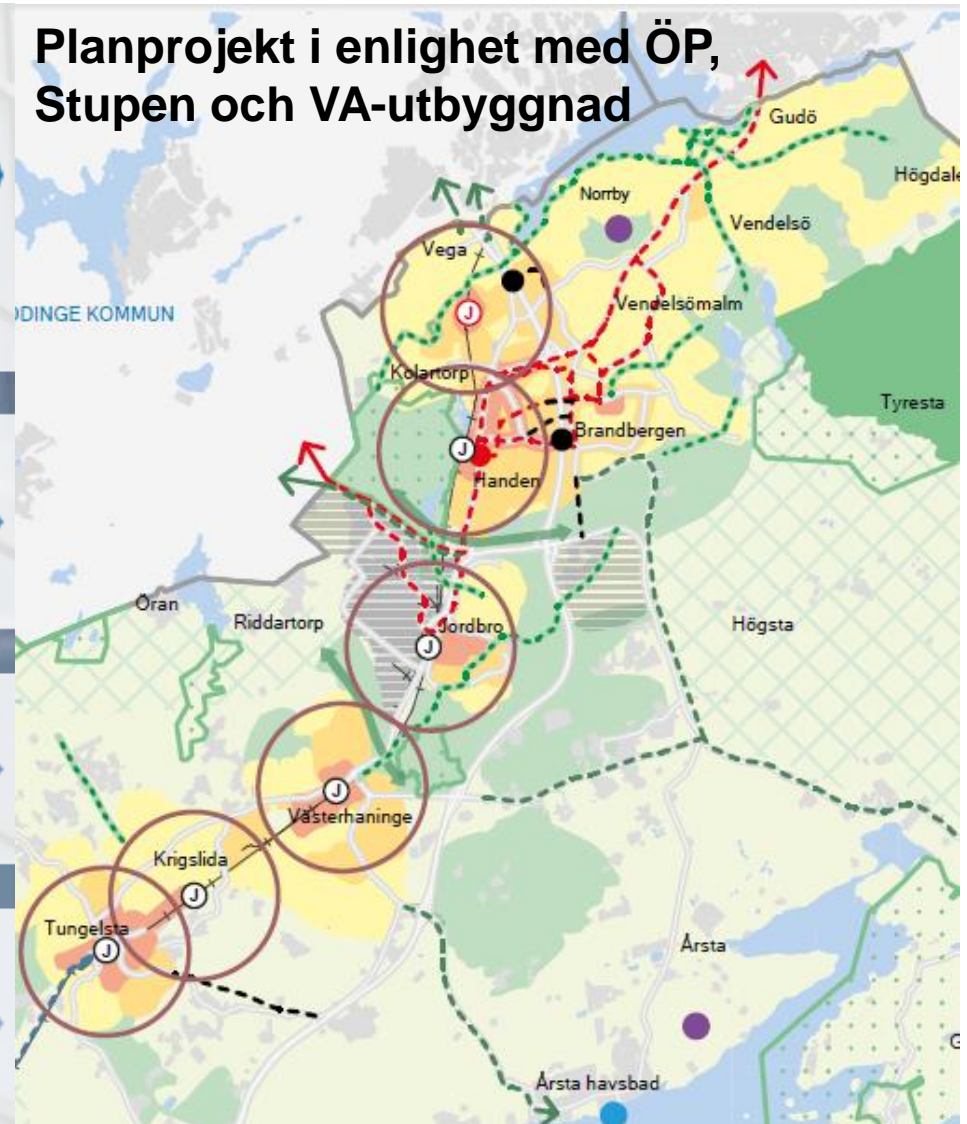 Planprojekt i enlighet med ÖP,
Stupen och VA-utbyggnad
Gudö
Högdale
Norrby
Vendelsö
Vega
DDINGE KOMMUN
J
Vendelsömalm
Kolartorp
Tyresta
Brandbergen
J
Handen
Öran
Riddartorp
Jordbro
Högsta
J
J
Västerhaninge
Krigslida
J
Tungelsta
J
Årsta
G
Årsta havsbad